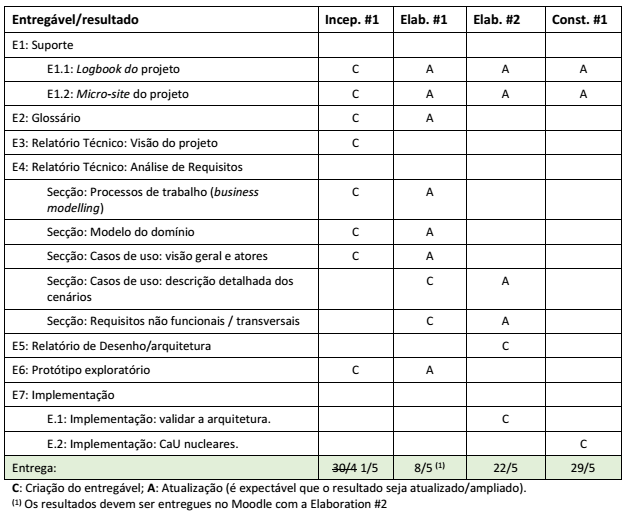 Entregável/resultado Incep. #1 Elab. #1 Elab. #2 Const. #1
E1: Suporte
E1.1: Logbook do projeto C A A A
E1.2: Micro-site do projeto C A A A
E2: Glossário C A
E3: Relatório Técnico: Visão do projeto C
E4: Relatório Técnico: Análise de Requisitos
Secção: Processos de trabalho (business C A
modelling)
Secção: Modelo do domínio C A
Secção: Casos de uso: visão geral e atores C A
Secção: Casos de uso: descrição detalhada dos C A
cenários
Secção: Requisitos não funcionais / transversais C A
E5: Relatório de Desenho/arquitetura C
E6: Protótipo exploratório C A
E7: Implementação
E.1: Implementação: validar a arquitetura. C
E.2: Implementação: CaU nucleares. C
Entrega: 30/4 1/5 8/5 (1) 22/5 29/5
C: Criação do entregável; A: Atualização (é expectável que o resultado seja atualizado/ampliado).
(1) Os resultados devem ser entregues no Moodle com a Elaboration #2